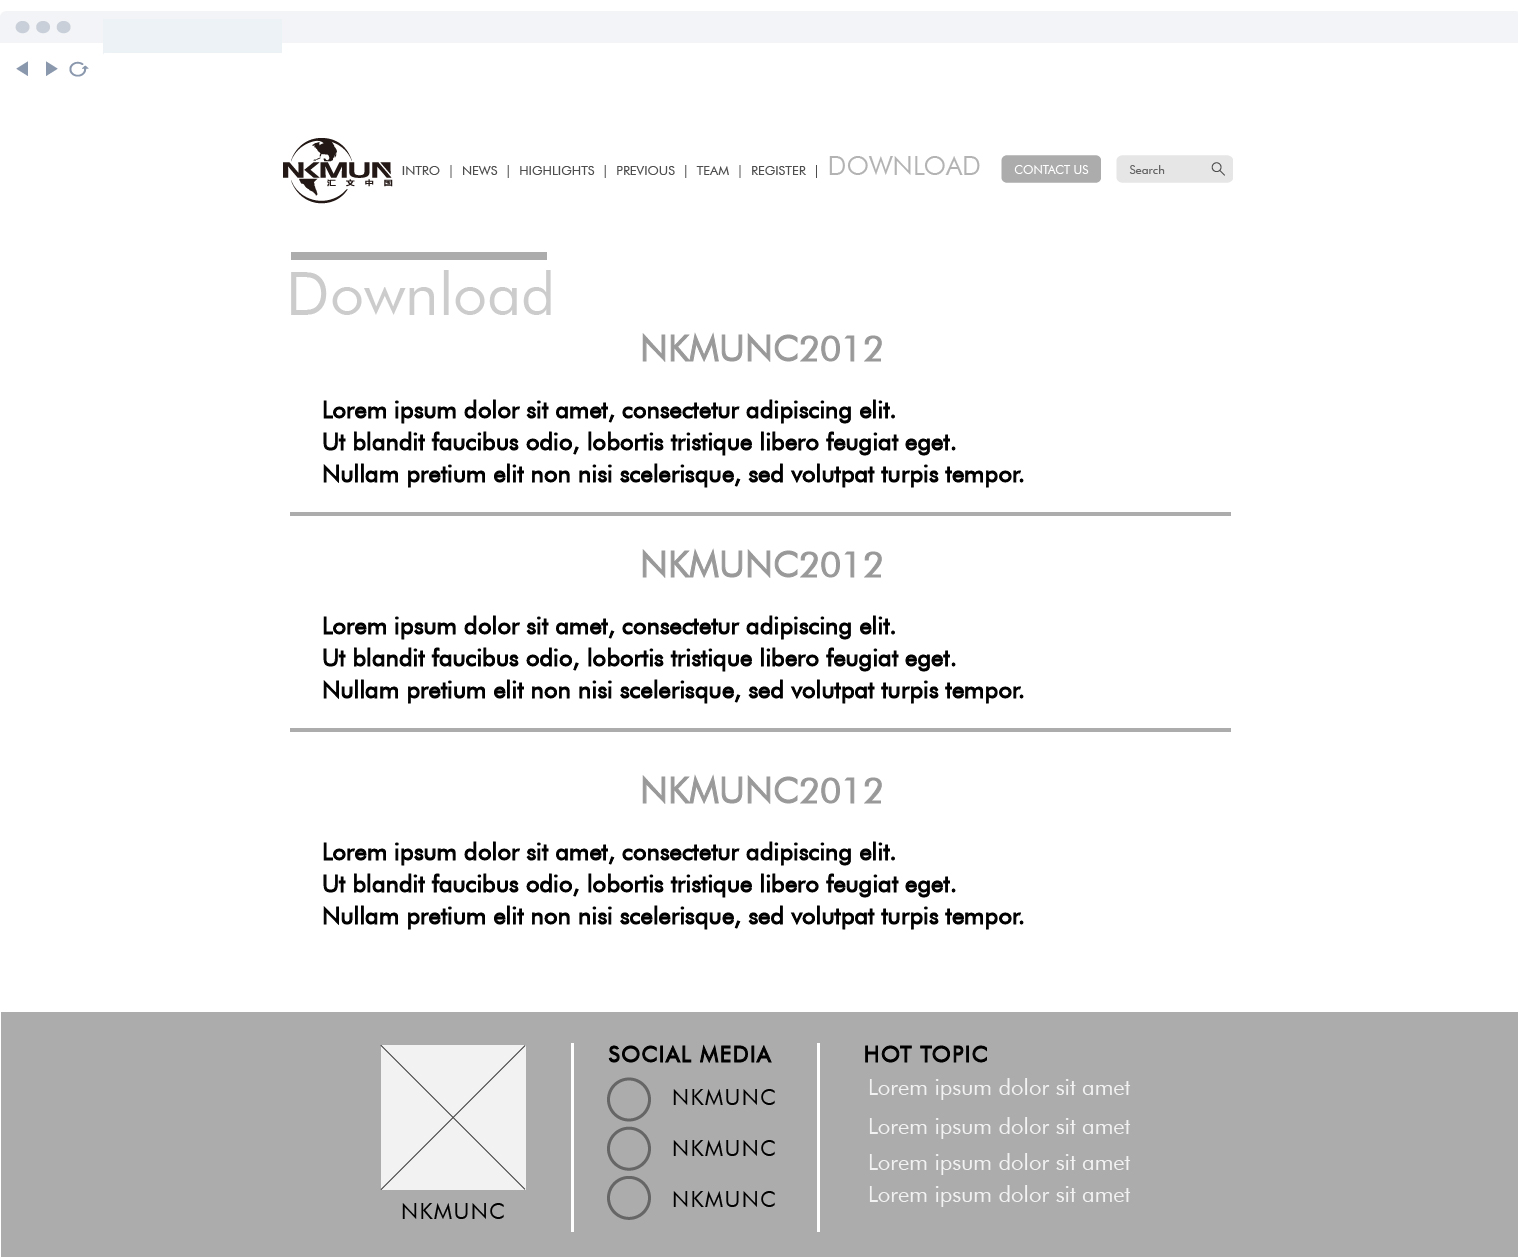 NKMUN
汇文中国
INTRO | NEWS | HIGHLIGHTS | PREVIOUS | TEAM | REGISTER | DOWNLOAD
CONTACT US
Search
Download
NKMUNC2012
Lorem ipsum dolor sit amet, consectetur adipiscing elit.
Ut blandit faucibus odio, lobortis tristique libero feugiat eget.
Nullam pretium elit non nisi scelerisque, sed volutpat turpis tempor.
NKMUNC2012
Lorem ipsum dolor sit amet, consectetur adipiscing elit.
Ut blandit faucibus odio, lobortis tristique libero feugiat eget.
Nullam pretium elit non nisi scelerisque, sed volutpat turpis tempor.
NKMUNC2012
Lorem ipsum dolor sit amet, consectetur adipiscing elit.
Ut blandit faucibus odio, lobortis tristique libero feugiat eget.
Nullam pretium elit non nisi scelerisque, sed volutpat turpis tempor.
NKMUNC
SOCIAL MEDIA
NKMUNC
NKMUNC
NKMUNC
HOT TOPIC
Lorem ipsum dolor sit amet
Lorem ipsum dolor sit amet
Lorem ipsum dolor sit amet
Lorem ipsum dolor sit amet